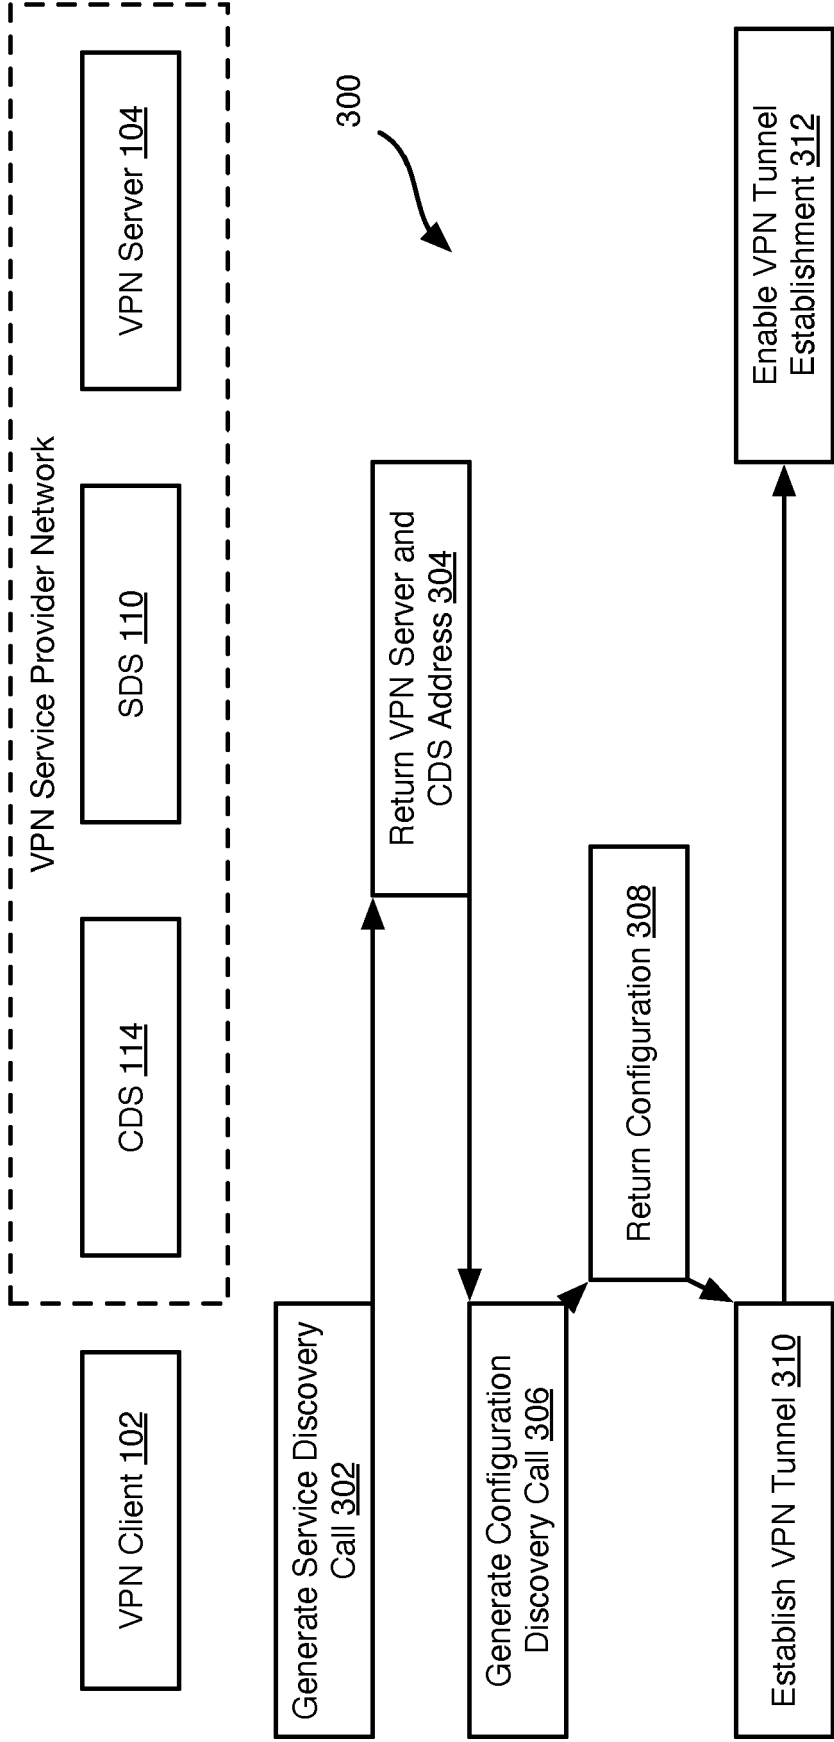 VPN Service Provider Network
VPN Client 102
CDS 114
SDS 110
VPN Server 104
300
Generate Service Discovery
Call 302
Return VPN Server and
CDS Address 304
Generate Configuration
Discovery Call 306
Return Configuration 308
Establish VPN Tunnel 310
Enable VPN Tunnel
Establishment 312